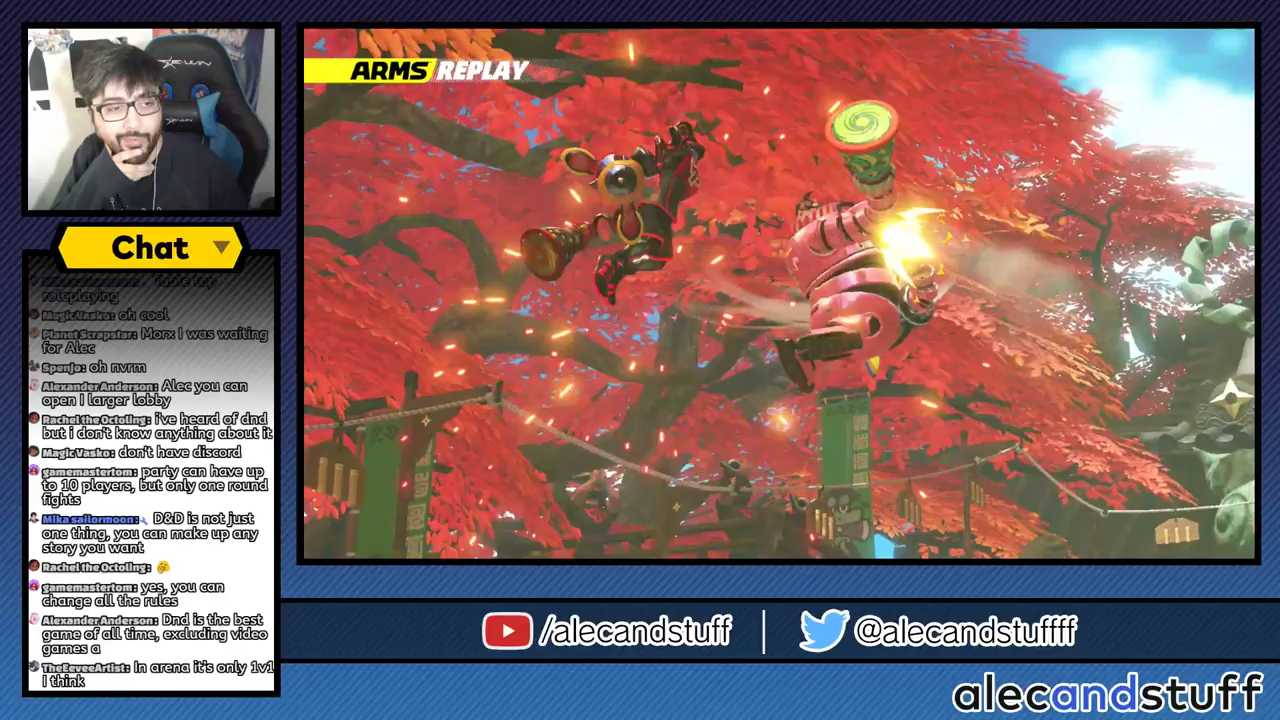 ARMS REPLAY
Chat
roleplaying
Magic Vasko: oh cool
Planet Scrapstar: Morx I was waiting
for Alec
Spenjo: oh nvrm
Alexander Anderson: Alec you can
open 1 larger lobby
Rachel the Octoling: i've heard of dnd
but i don't know anything about it
Magic Vasko: don't have discord
gamemastertom: party can have up
to 10 players, but only one round
fights
Mika sailormoon: D&D is not just
one thing, you can make up any
story you want
Rachel the Octoling:
gamemastertom: yes, you can
change all the rules
Alexander Anderson: Dnd is the best
game of all time, excluding video
games a
TheEeveeArtist: In arena it's only 1v1
I think
/alecandstuff
@alecandstuffff
alecandstuff